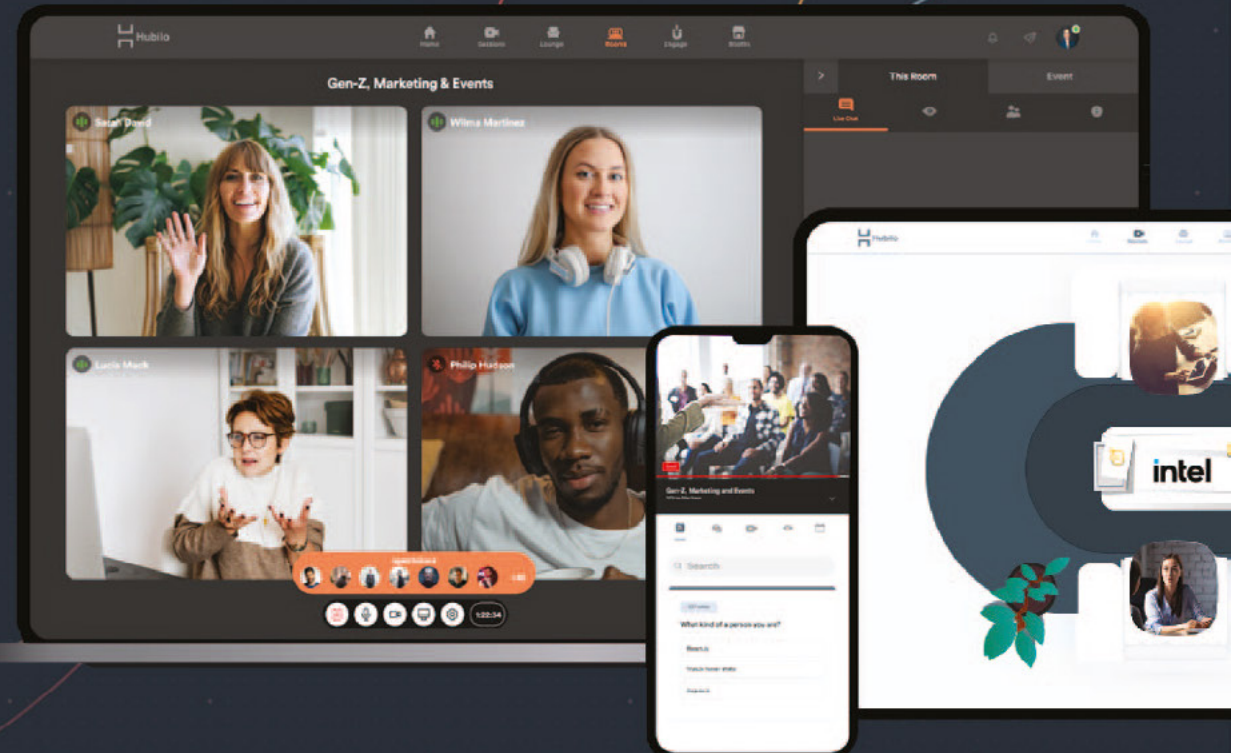 Hubilo
Home
Sessions
Lounge
Rooms
Engage
Booths
Gen-Z, Marketing & Events
This Room
Event
Live Chat
Sarah David
Wilma Martinez
Lucia Mack
Philip Hudson
1:22:34
Hubilo
intel
Gen-Z, Marketing and Events
Search
What kind of a person you are?